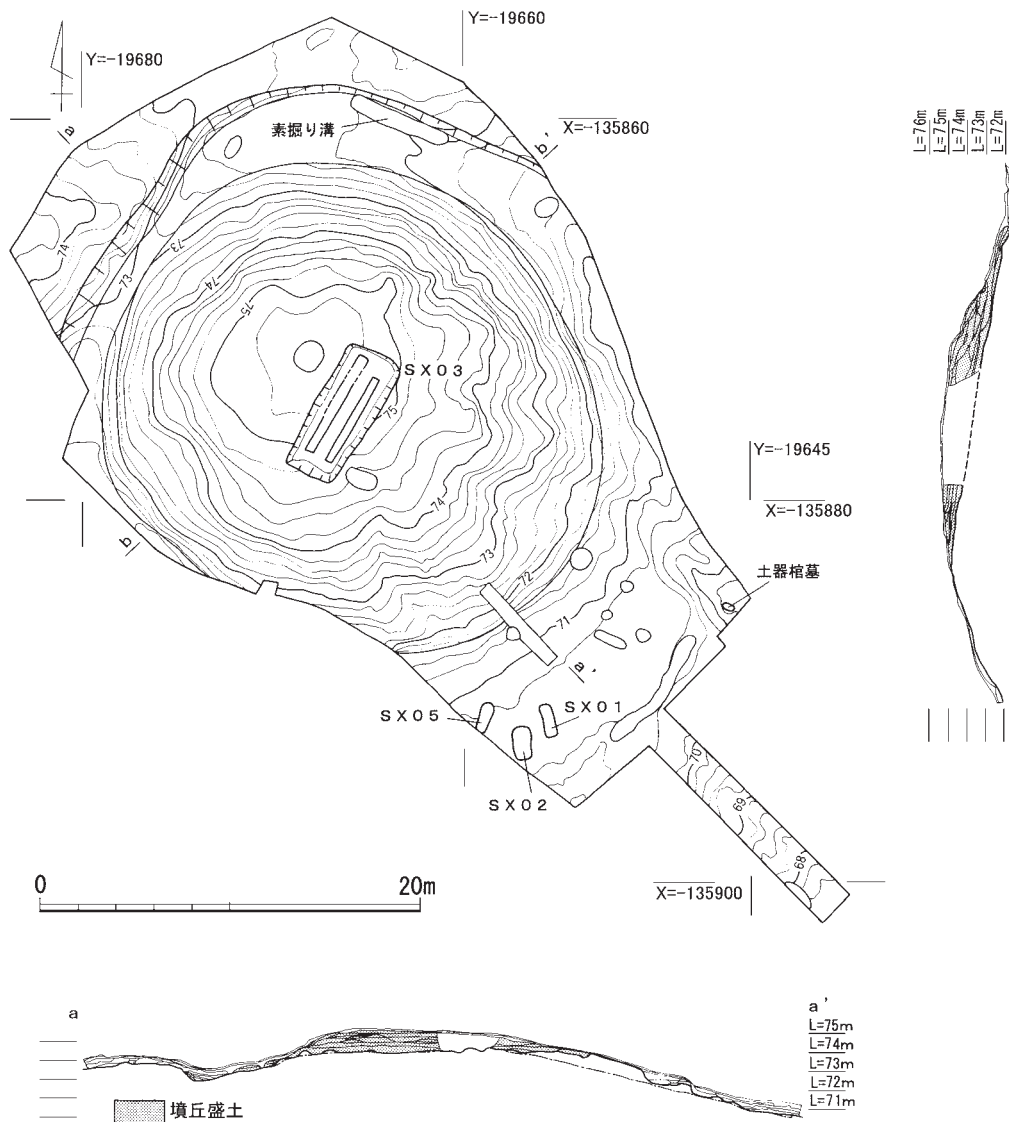 Y=-19660
Y=-19680
素掘り溝
X=-135860
a
b'
L=76m
L=75m
L=74m
L=73m
L=72m
73
74
74
73
75
SX03
75
Y=-19645
X=-135880
74
b
73
72
土器棺墓
71
a'
SX05
SX01
SX02
70
69
68
0
20m
X=-135900
a
a'
L=75m
L=74m
L=73m
L=72m
L=71m
墳丘盛土